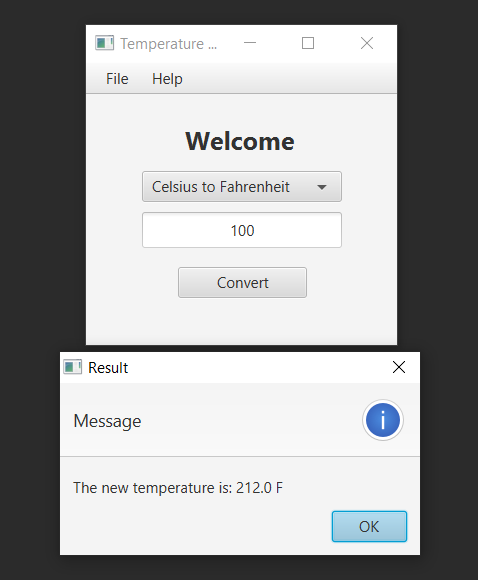 Temperature ...
File Help
Welcome
Celsius to Fahrenheit
100
Convert
Result
Message
i
The new temperature is: 212.0 F
OK